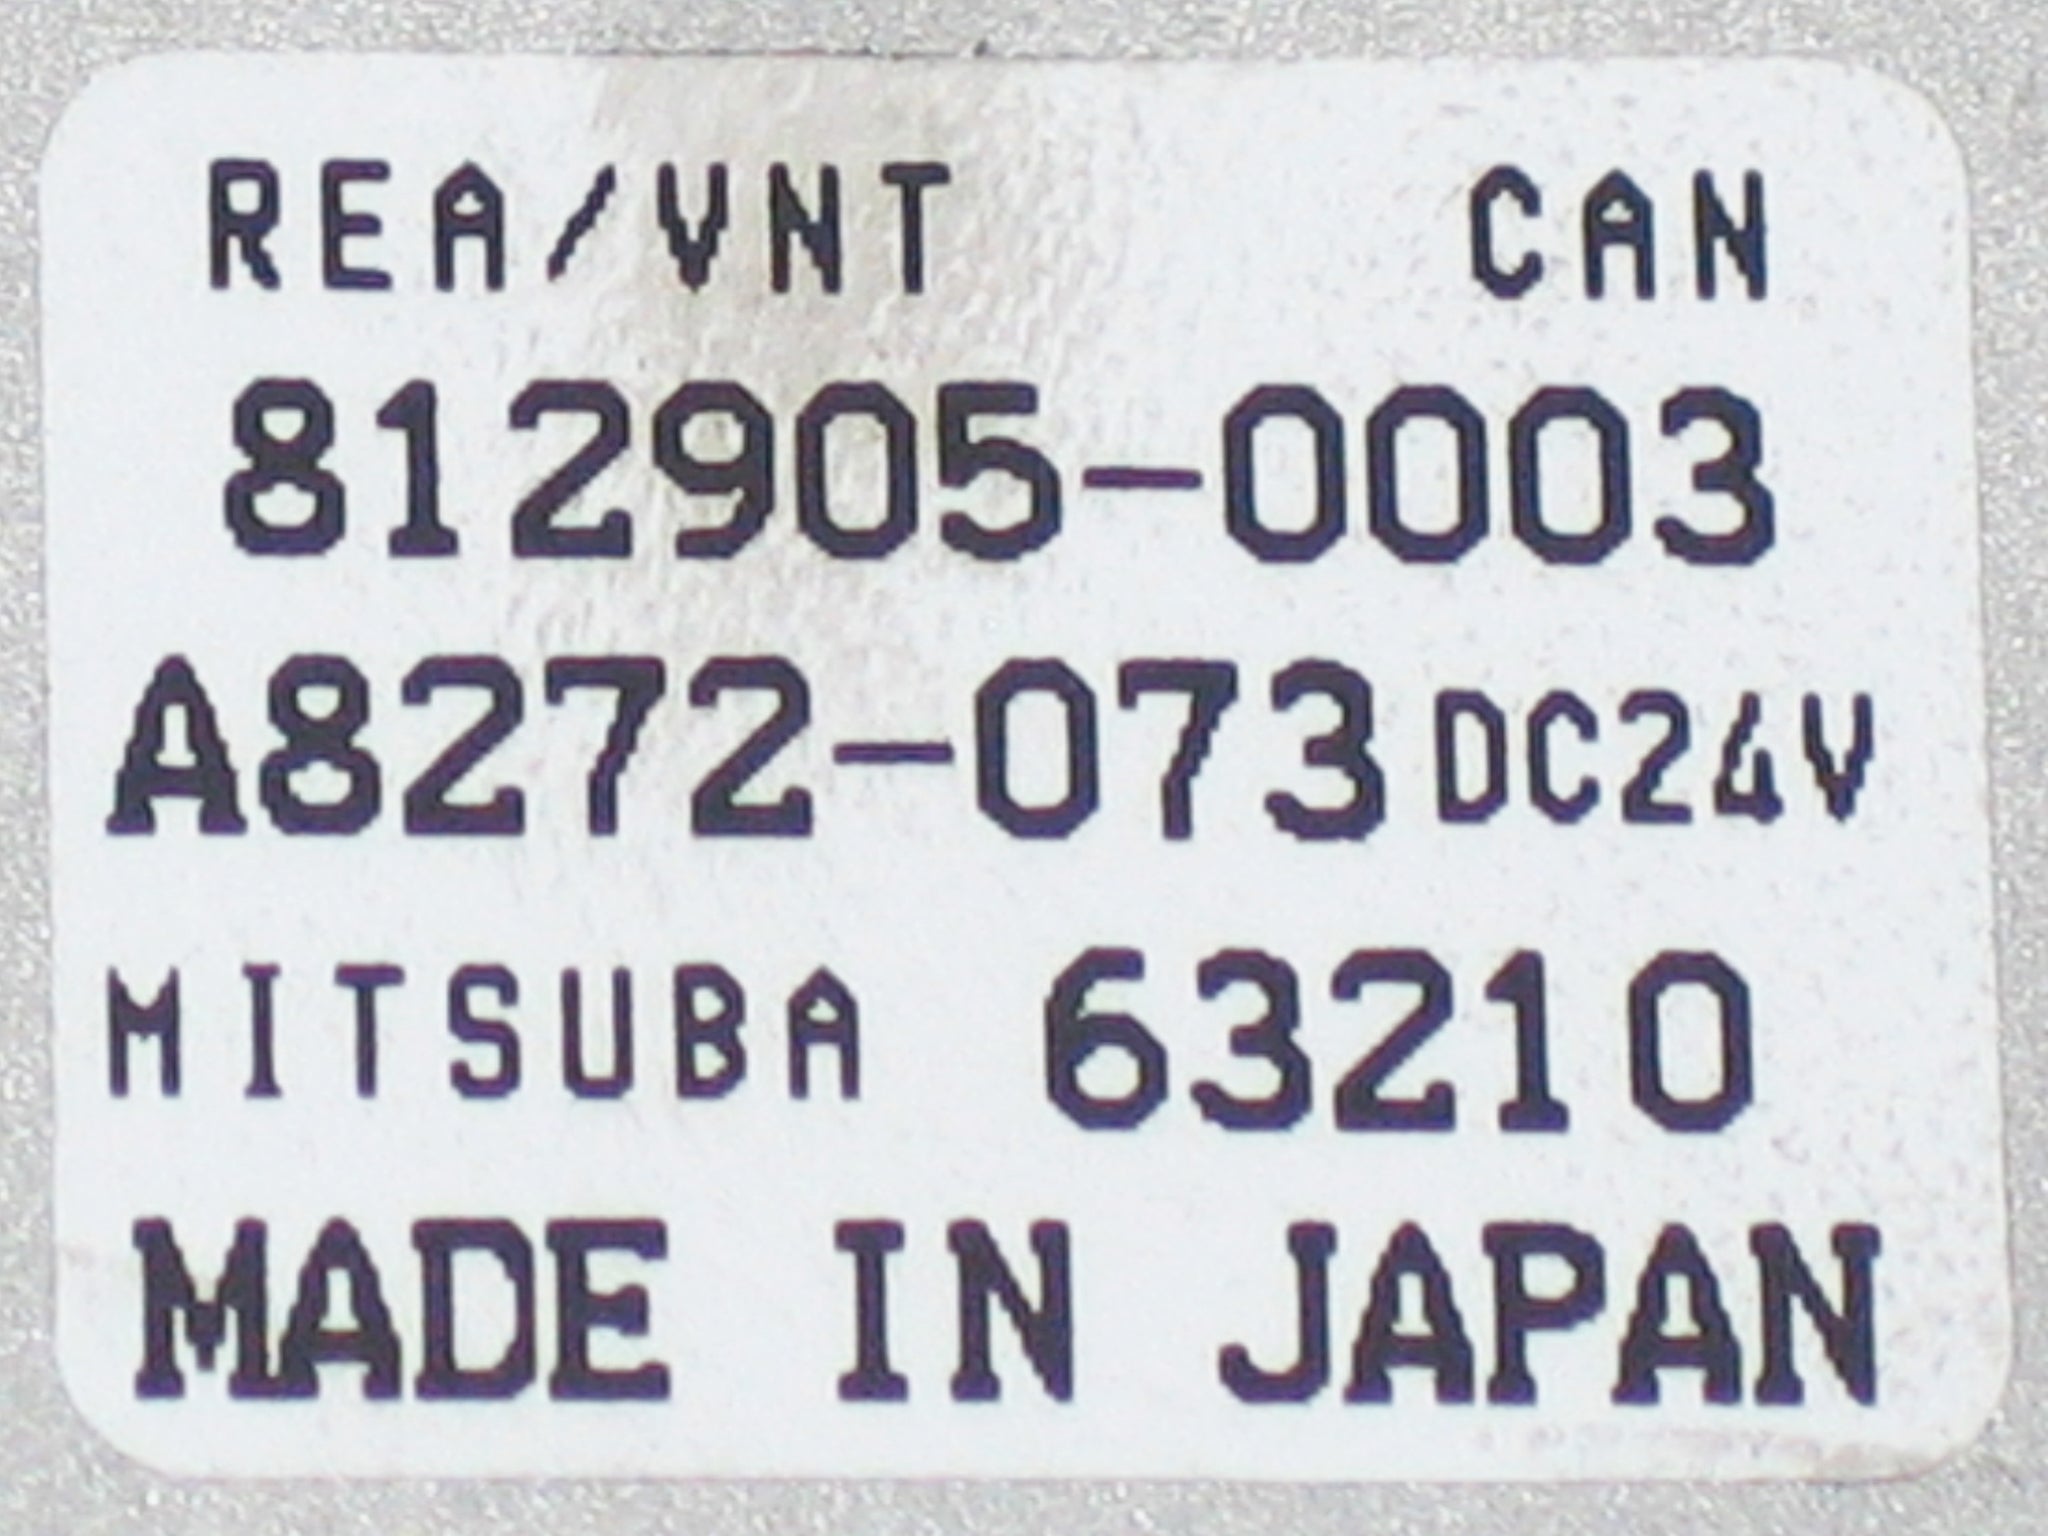 REA/VNT CAN
812905-0003
A8272-073 DC24V
MITSUBA 63210
MADE IN JAPAN